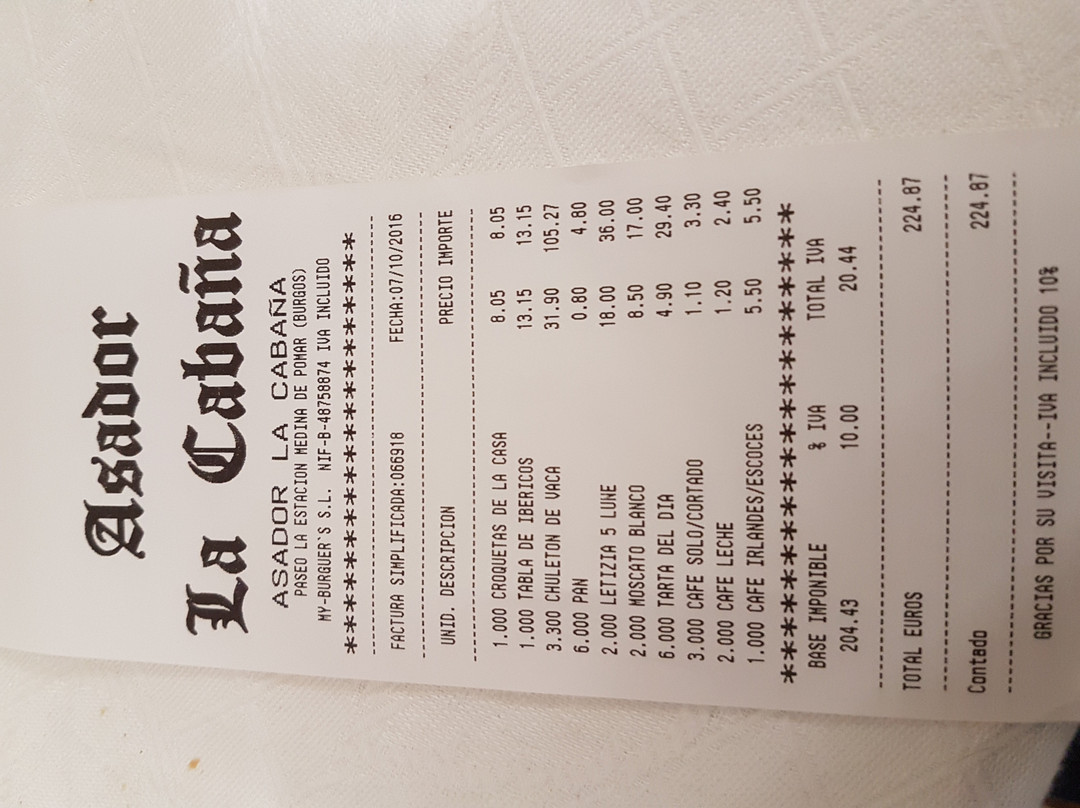 Asador
La Cabaña
ASADOR LA CABAÑA
PASEO LA ESTACION MEDINA DE POMAR (BURGOS)
MY-BURGUER'S S.L. NIF-B-48758874 IVA INCLUIDO
************************
FACTURA SIMPLIFICADA:066918 FECHA:07/10/2016
UNID. DESCRIPCION PRECIO IMPORTE
1.000 CROQUETAS DE LA CASA 8.05 8.05
1.000 TABLA DE IBERICOS 13.15 13.15
3.300 CHULETON DE VACA 31.90 105.27
6.000 PAN 0.80 4.80
2.000 LETIZIA 5 LUNE 18.00 36.00
2.000 MOSCATO BLANCO 8.50 17.00
6.000 TARTA DEL DIA 4.90 29.40
3.000 CAFE SOLO/CORTADO 1.10 3.30
2.000 CAFE LECHE 1.20 2.40
1.000 CAFE IRLANDES/ESCOCES 5.50 5.50
***************************
BASE IMPONIBLE % IVA TOTAL IVA
204.43 10.00 20.44
TOTAL EUROS 224.87
Contado 224.87
GRACIAS POR SU VISITA--IVA INCLUIDO 10%